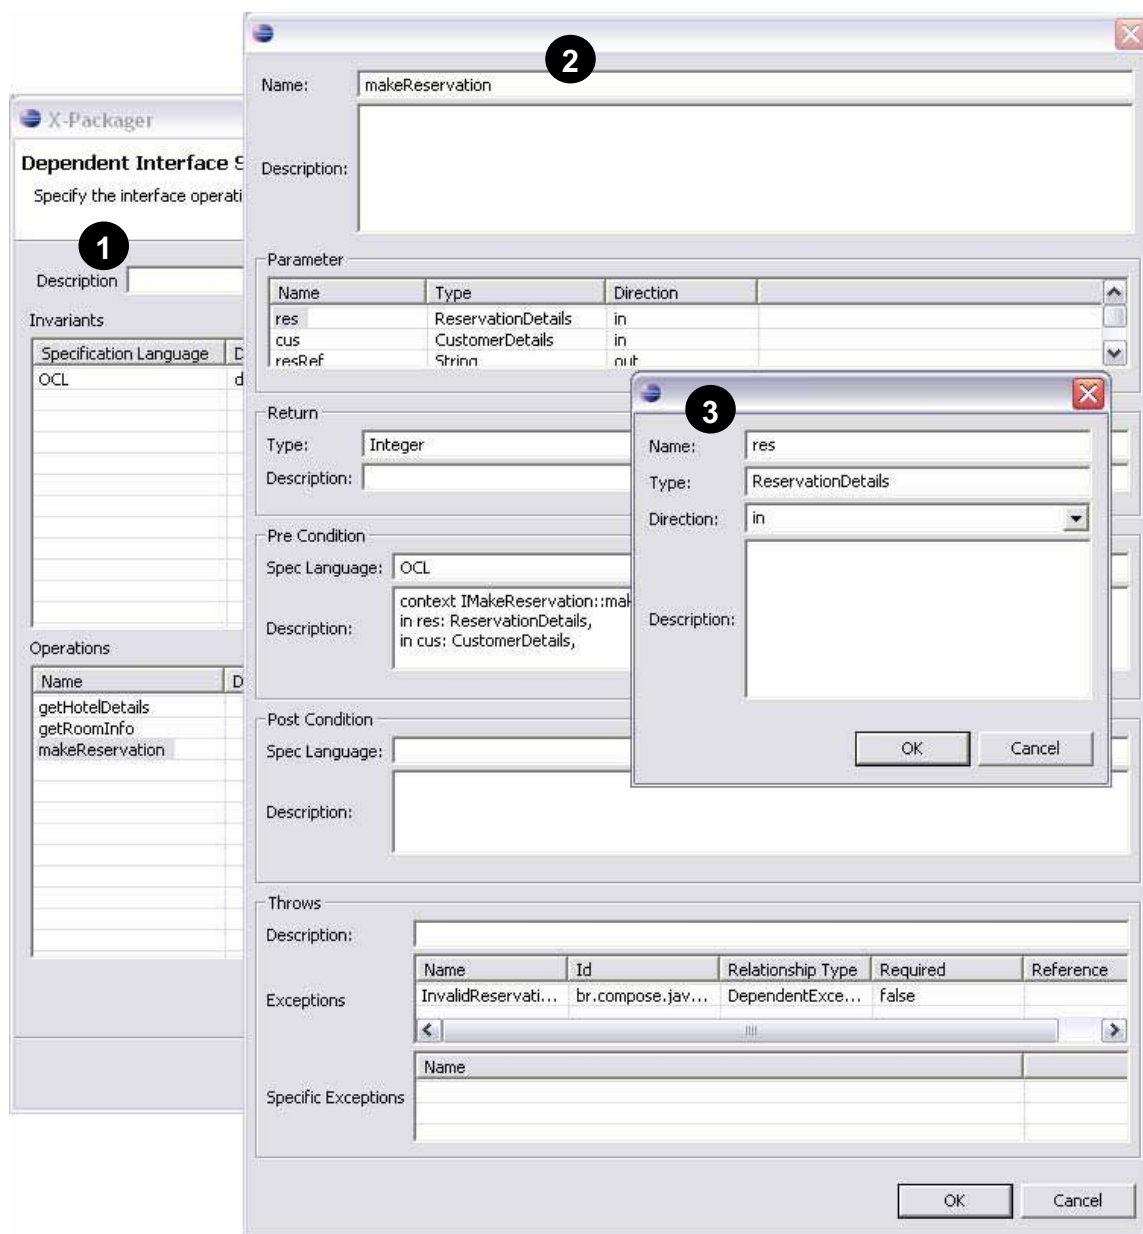 2
Name: makeReservation
Description:
X-Packager
Dependent Interface S
Specify the interface operati
1
Description
Invariants
Specification Language D
OCL d
Operations
Name D
getHotelDetails
getRoomInfo
makeReservation
Parameter
Name Type Direction
res ReservationDetails in
cus CustomerDetails in
resRef String out
Return
Type: Integer
Description:
Pre Condition
Spec Language: OCL
Description:
context IMakeReservation::mak
in res: ReservationDetails,
in cus: CustomerDetails,
Post Condition
Spec Language:
Description:
Throws
Description:
Exceptions
Name Id Relationship Type Required Reference
InvalidReservati... br.compose.jav... DependentExce... false
Specific Exceptions
Name
OK Cancel
3
Name: res
Type: ReservationDetails
Direction: in
Description:
OK Cancel